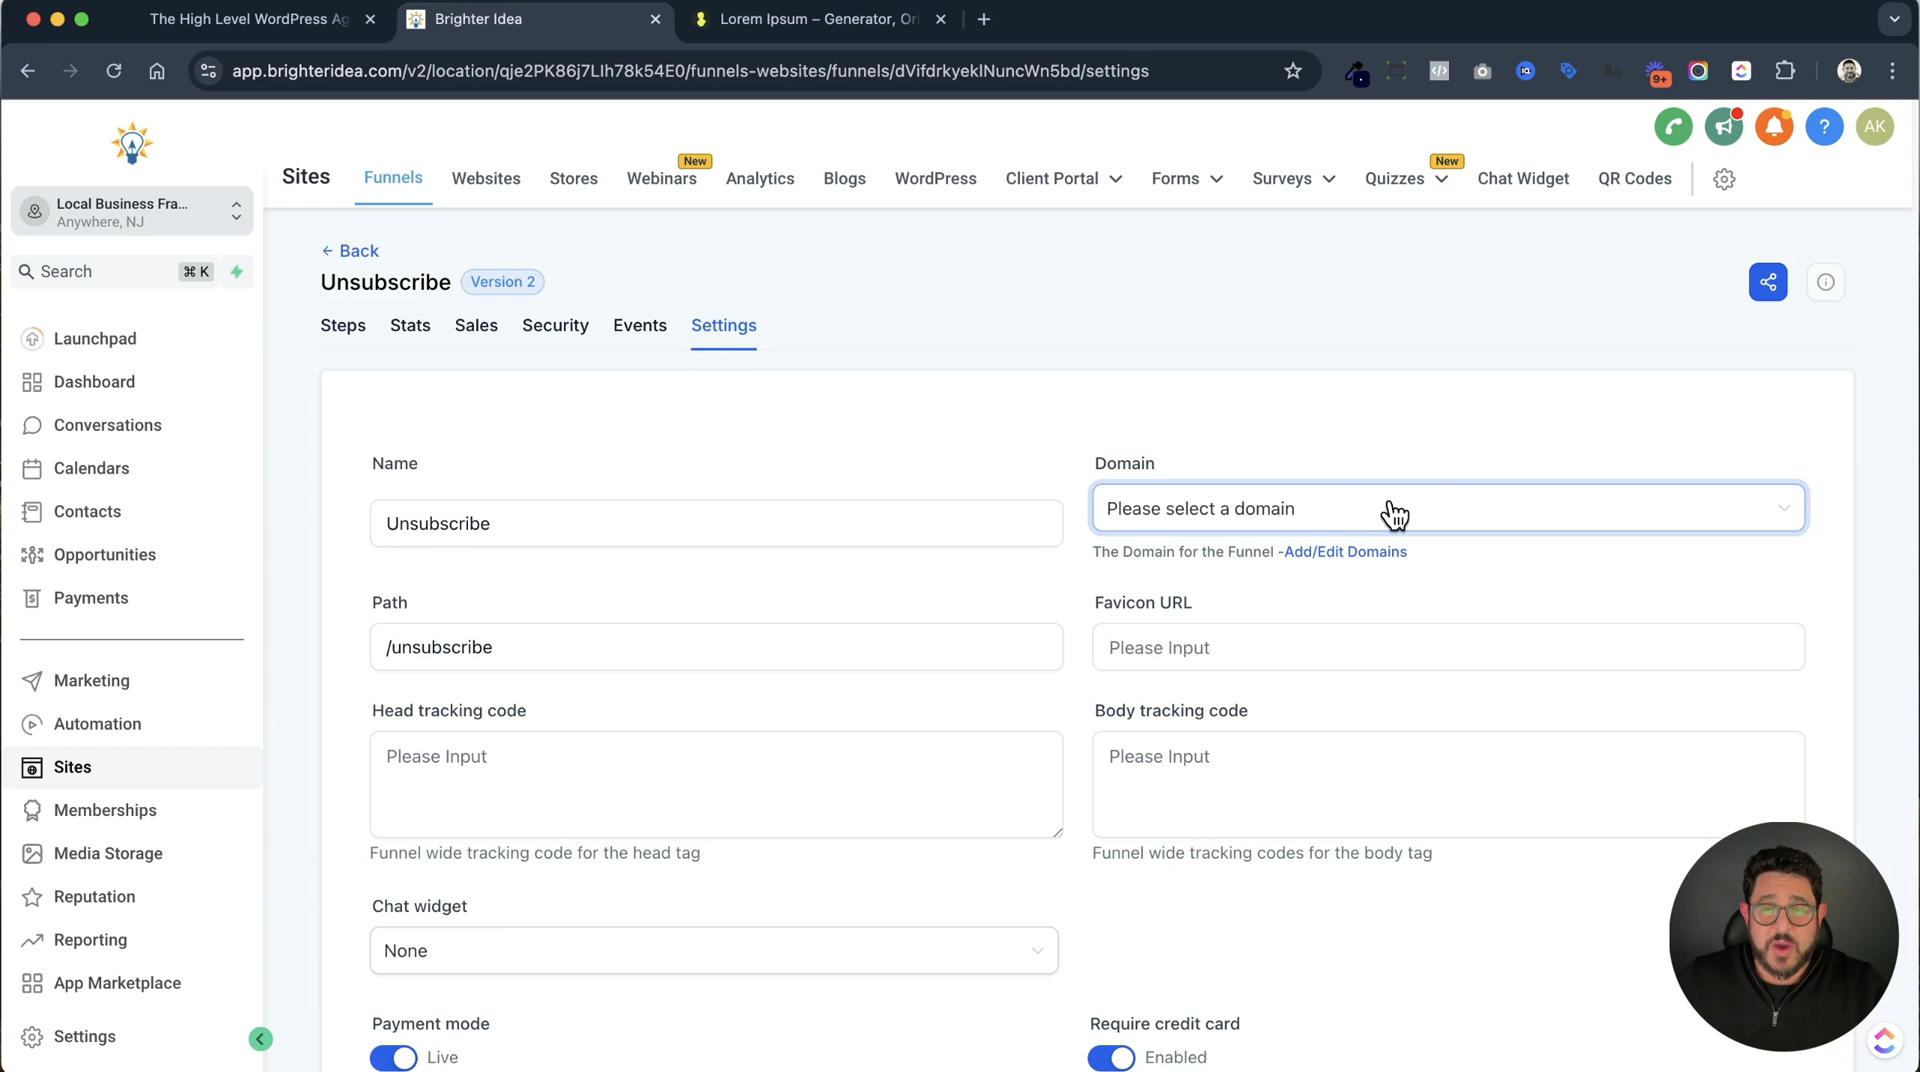 The High Level WordPress Ag
Brighter Idea
Lorem Ipsum – Generator, Ori
app.brighteridea.com/v2/location/qje2PK86j7LIh78k54E0/funnels-websites/funnels/dVifdrkyeklNuncWn5bd/settings
Aa
9+
AK
Sites
Funnels
Websites
Stores
New
Webinars
Analytics
Blogs
WordPress
Client Portal
Forms
Surveys
New
Quizzes
Chat Widget
QR Codes
Local Business Fra...
Anywhere, NJ
Search
⌘ K
Launchpad
Dashboard
Conversations
Calendars
Contacts
Opportunities
Payments
Marketing
Automation
Sites
Memberships
Media Storage
Reputation
Reporting
App Marketplace
Settings
← Back
Unsubscribe
Version 2
Steps
Stats
Sales
Security
Events
Settings
Name
Unsubscribe
Domain
Please select a domain
The Domain for the Funnel -Add/Edit Domains
Path
/unsubscribe
Favicon URL
Please Input
Head tracking code
Please Input
Funnel wide tracking code for the head tag
Body tracking code
Please Input
Funnel wide tracking codes for the body tag
Chat widget
None
Payment mode
Live
Require credit card
Enabled